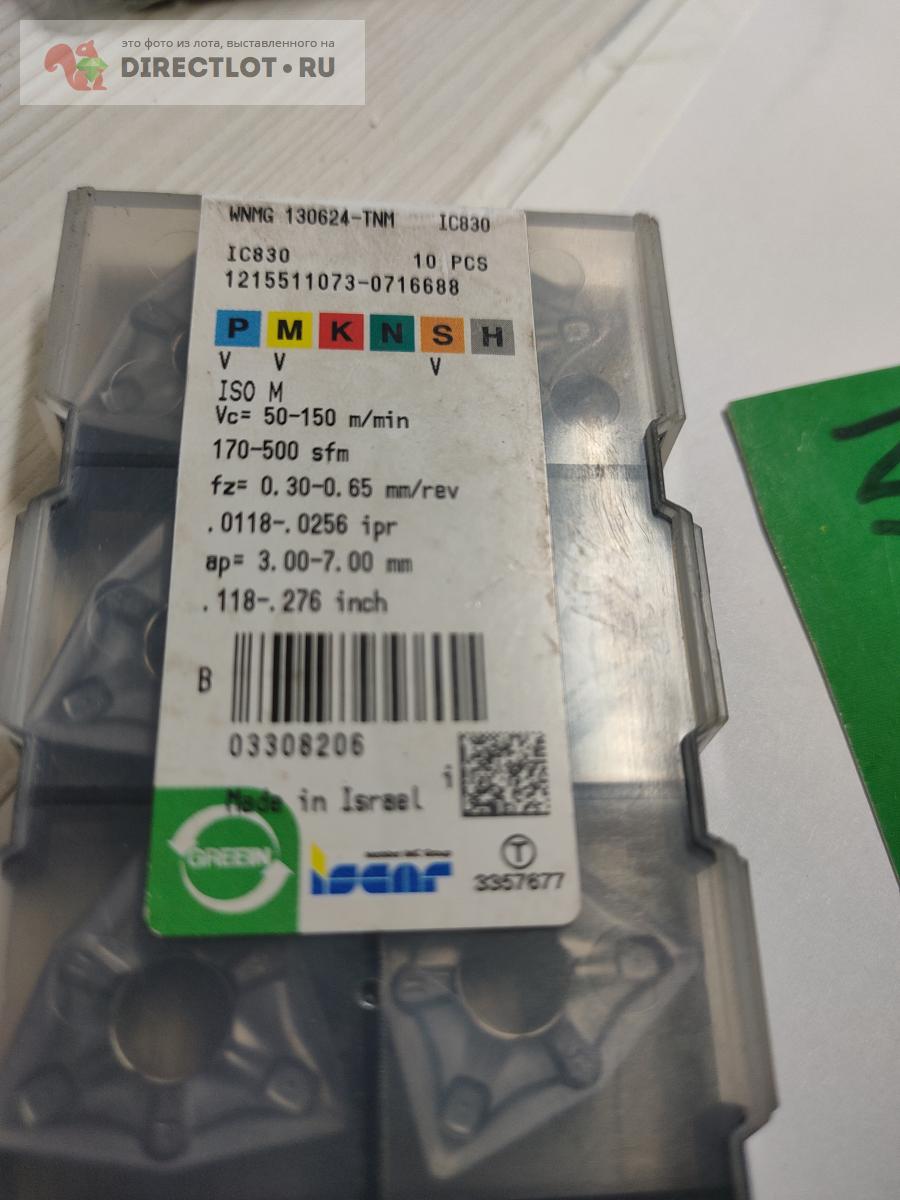 это фото из лота, выставленного на
DIRECTLOT•RU
WNMG 130624-TNM IC830
IC830 10 PCS
1215511073-0716688
P M K N S H
V V V
ISO M
Vc= 50-150 m/min
170-500 sfm
fz= 0.30-0.65 mm/rev
.0118-.0256 ipr
ap= 3.00-7.00 mm
.118-.276 inch
B
03308206
i
Made in Israel
GREEN
iscar
T
3357677